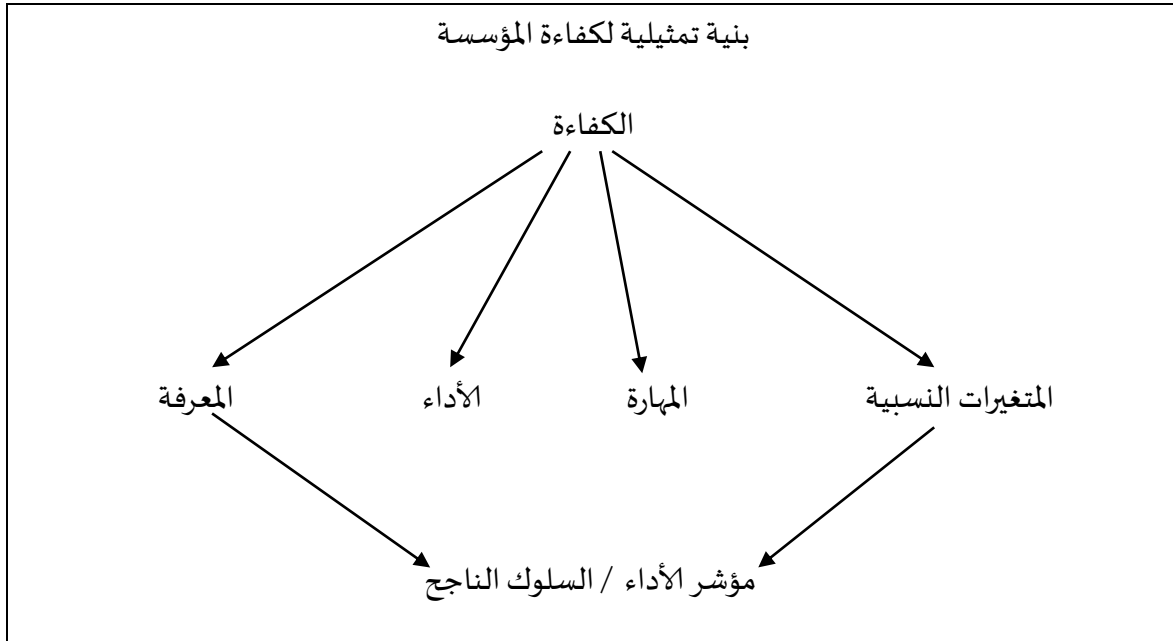 بنية تمثيلية لكفاءة المؤسسة
الكفاءة
المتغيرات النسبية المهارة الأداء المعرفة
مؤشر الأداء / السلوك الناجح